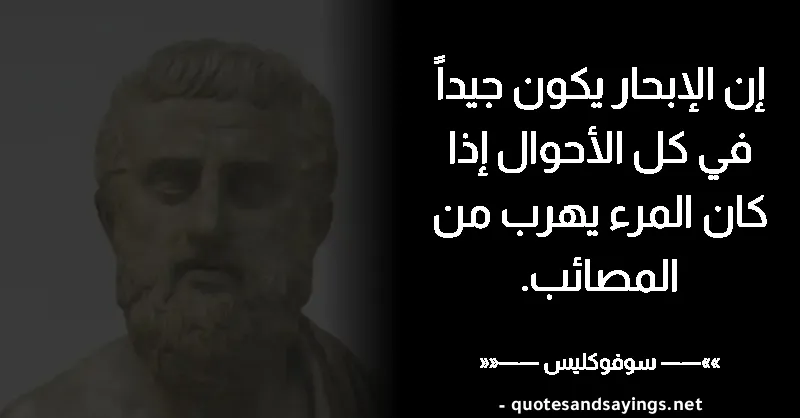 إن الإبحار يكون جيداً
في كل الأحوال إذا
كان المرء يهرب من
المصائب.
»»—— سوفوكليس ——««
- quotesandsayings.net